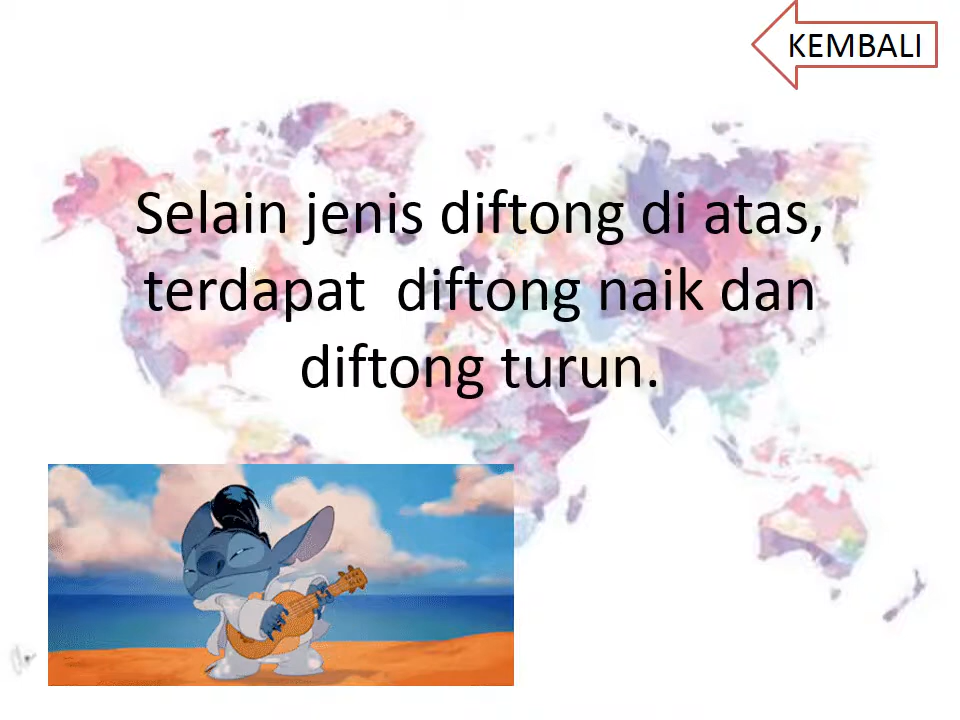 KEMBALI
Selain jenis diftong di atas,
terdapat  diftong naik dan
diftong turun.